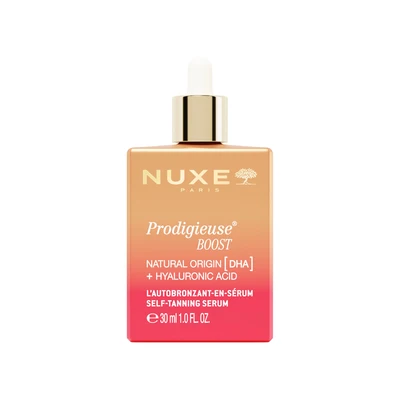 NUXE
PARIS
Prodigieuse®
BOOST
NATURAL ORIGIN [DHA]
+ HYALURONIC ACID
L'AUTOBRONZANT-EN-SÉRUM
SELF-TANNING SERUM
℮ 30 ml 1.0 FL. OZ.